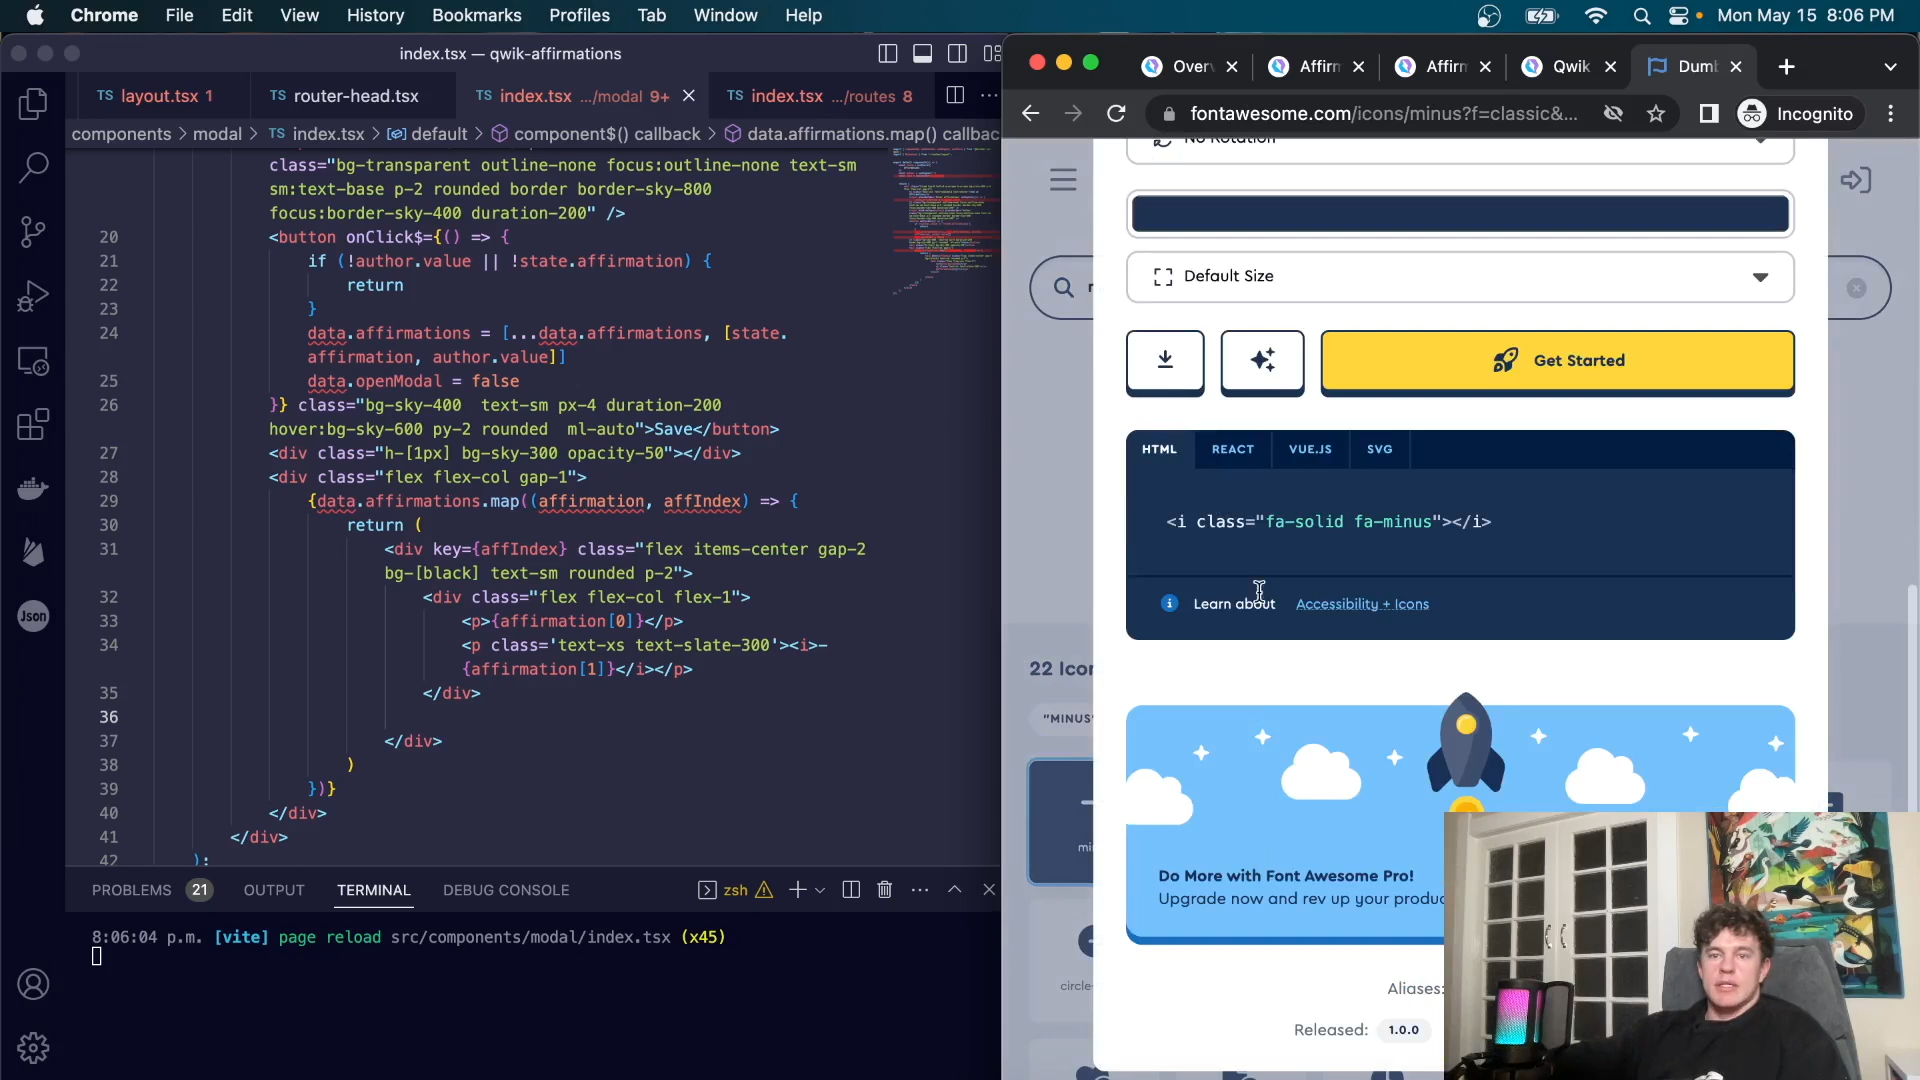 Chrome File Edit View History Bookmarks Profiles Tab Window Help
Mon May 15 8:06 PM
index.tsx — qwik-affirmations
TS layout.tsx 1
TS router-head.tsx
TS index.tsx .../modal 9+
TS index.tsx .../routes 8
components > modal > TS index.tsx > default > component$() callback > data.affirmations.map() callbac
class="bg-transparent outline-none focus:outline-none text-sm
sm:text-base p-2 rounded border border-sky-800
focus:border-sky-400 duration-200" />
20 <button onClick$={() => {
21 if (!author.value || !state.affirmation) {
22 return
23 }
24 data.affirmations = [...data.affirmations, [state.
affirmation, author.value]]
25 data.openModal = false
26 }} class="bg-sky-400  text-sm px-4 duration-200
hover:bg-sky-600 py-2 rounded  ml-auto">Save</button>
27 <div class="h-[1px] bg-sky-300 opacity-50"></div>
28 <div class="flex flex-col gap-1">
29 {data.affirmations.map((affirmation, affIndex) => {
30 return (
31 <div key={affIndex} class="flex items-center gap-2
bg-[black] text-sm rounded p-2">
32 <div class="flex flex-col flex-1">
33 <p>{affirmation[0]}</p>
34 <p class='text-xs text-slate-300'><i>-
{affirmation[1]}</i></p>
35 </div>
36
37 </div>
38 )
39 })}
40 </div>
41 </div>
42 );
PROBLEMS 21 OUTPUT TERMINAL DEBUG CONSOLE
zsh
8:06:04 p.m. [vite] page reload src/components/modal/index.tsx (x45)
Json
Over
Affirm
Affirm
Qwik
Dumb
fontawesome.com/icons/minus?f=classic&...
Incognito
No Rotation
Default Size
Get Started
HTML REACT VUE.JS SVG
<i class="fa-solid fa-minus"></i>
Learn about Accessibility + Icons
22 Icon
"MINUS"
Do More with Font Awesome Pro!
Upgrade now and rev up your produc
circle-
Aliases:
Released: 1.0.0